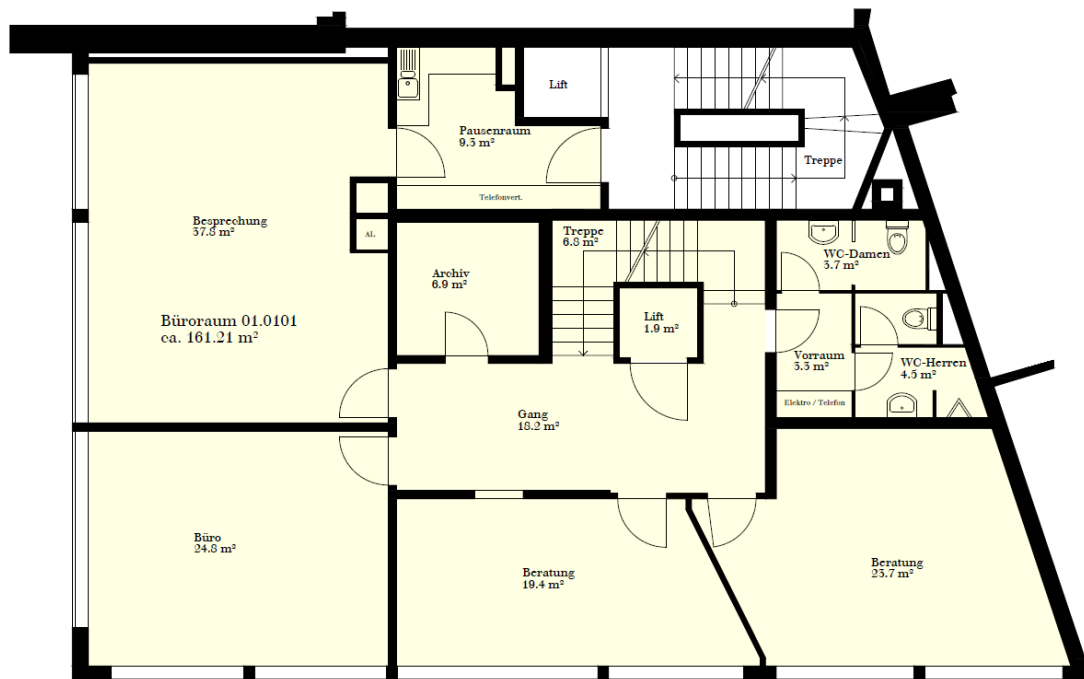 Lift
Pausenraum
9.3 m²
Treppe
Telefonvert.
Besprechung
37.8 m²
AL
Treppe
6.8 m²
WC-Damen
3.7 m²
Archiv
6.9 m²
Büroraum 01.0101
ca. 161.21 m²
Lift
1.9 m²
Vorraum
3.3 m²
WC-Herren
4.5 m²
Elektro / Telefon
Gang
18.2 m²
Büro
24.8 m²
Beratung
19.4 m²
Beratung
23.7 m²